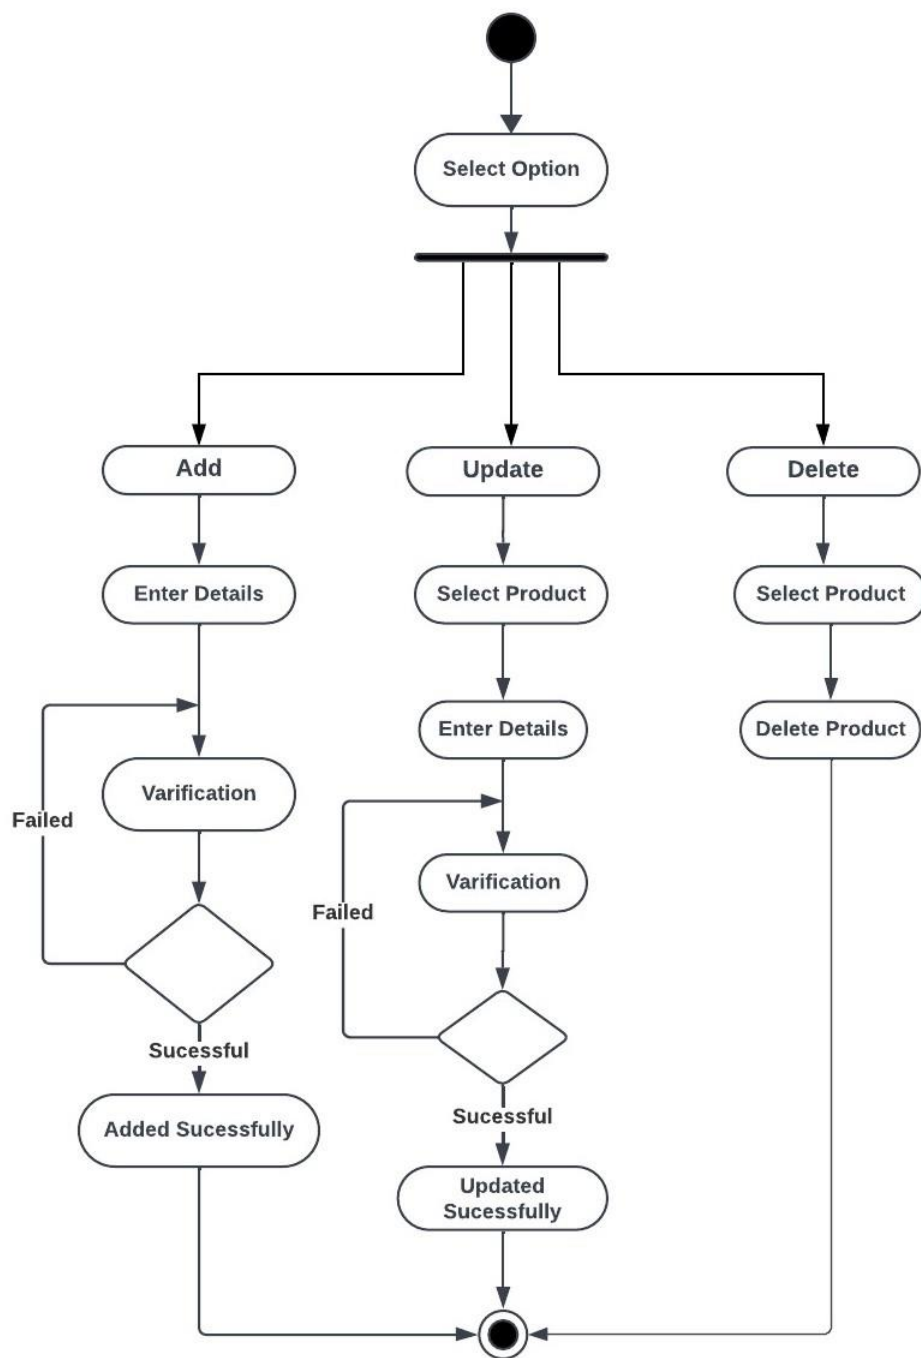 Select Option
Add
Update
Delete
Enter Details
Select Product
Select Product
Enter Details
Delete Product
Varification
Failed
Varification
Failed
Sucessful
Added Sucessfully
Sucessful
Updated
Sucessfully